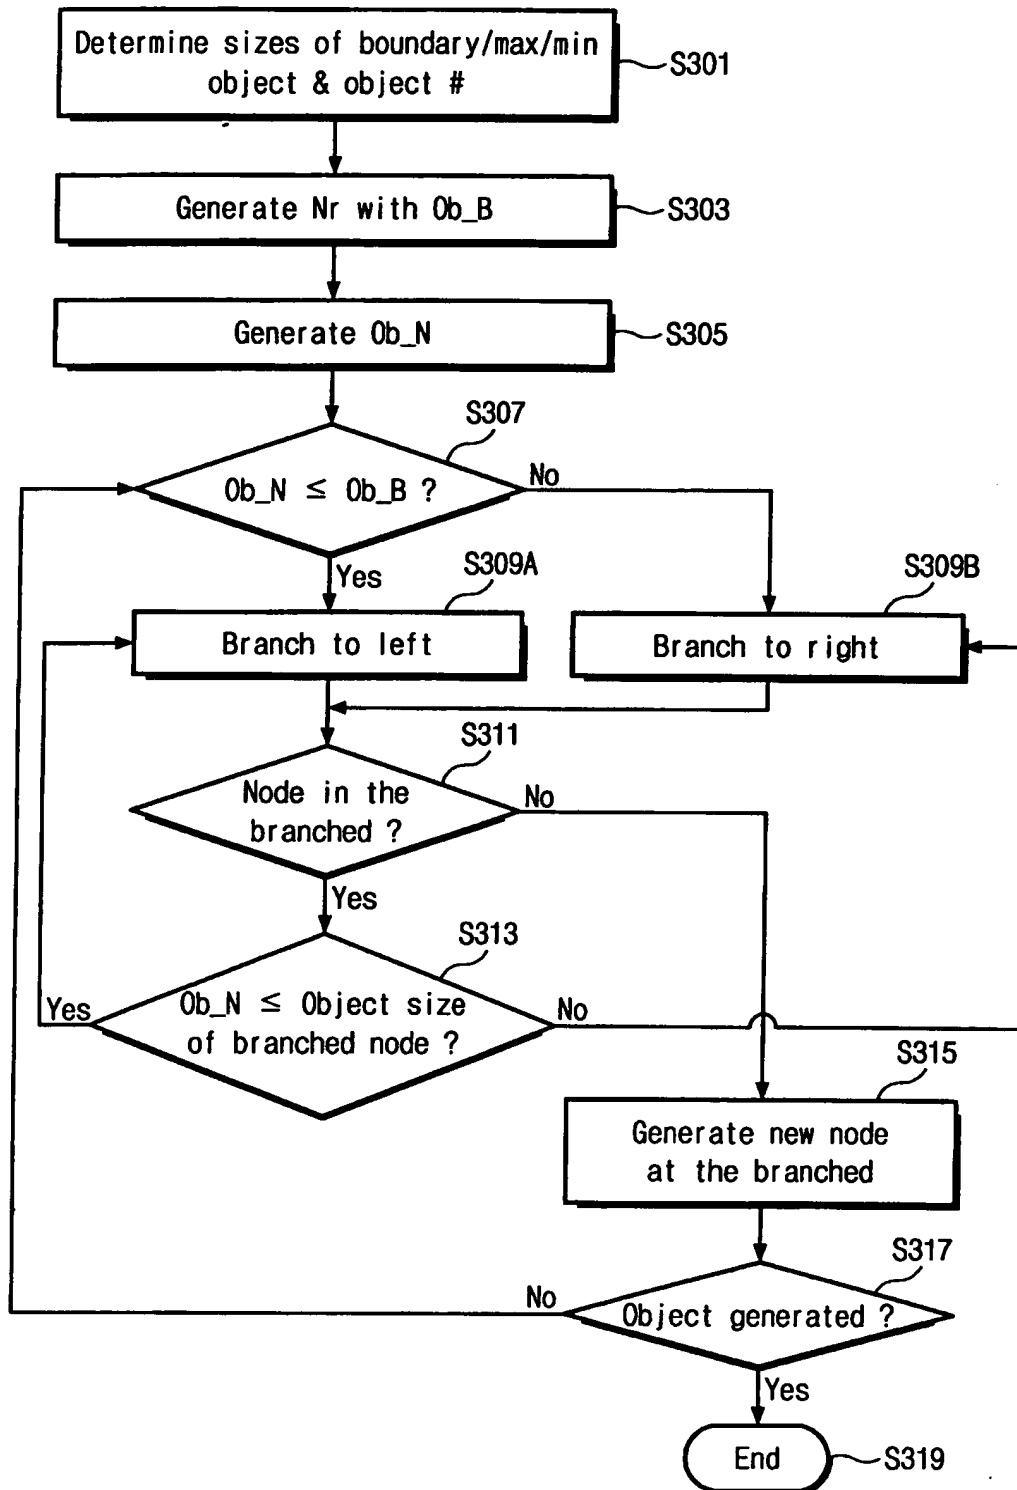 Determine sizes of boundary/max/min
object & object #
S301
Generate Nr with Ob_B
S303
Generate Ob_N
S305
S307
Ob_N ≤ Ob_B ?
No
Yes
S309A
S309B
Branch to left
Branch to right
S311
Node in the
branched ?
No
Yes
S313
Ob_N ≤ Object size
of branched node ?
Yes
No
S315
Generate new node
at the branched
S317
Object generated ?
No
Yes
End
S319